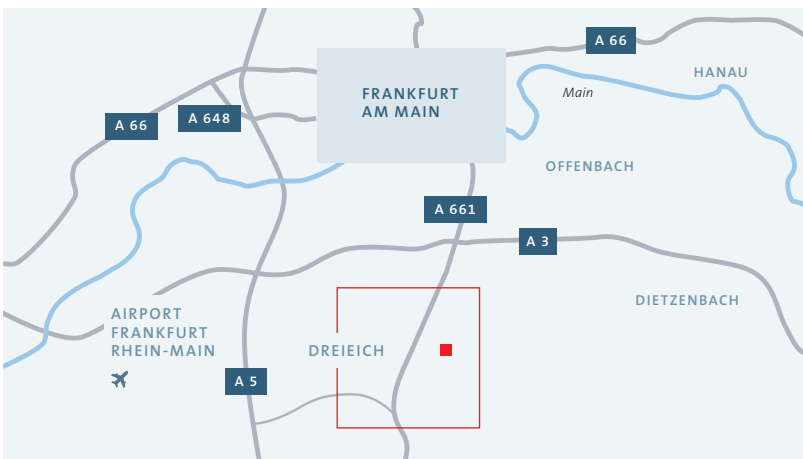 A 66
HANAU
FRANKFURT
AM MAIN
Main
A 648
A 66
OFFENBACH
A 661
A 3
DIETZENBACH
AIRPORT
FRANKFURT
RHEIN-MAIN
DREIEICH
A 5